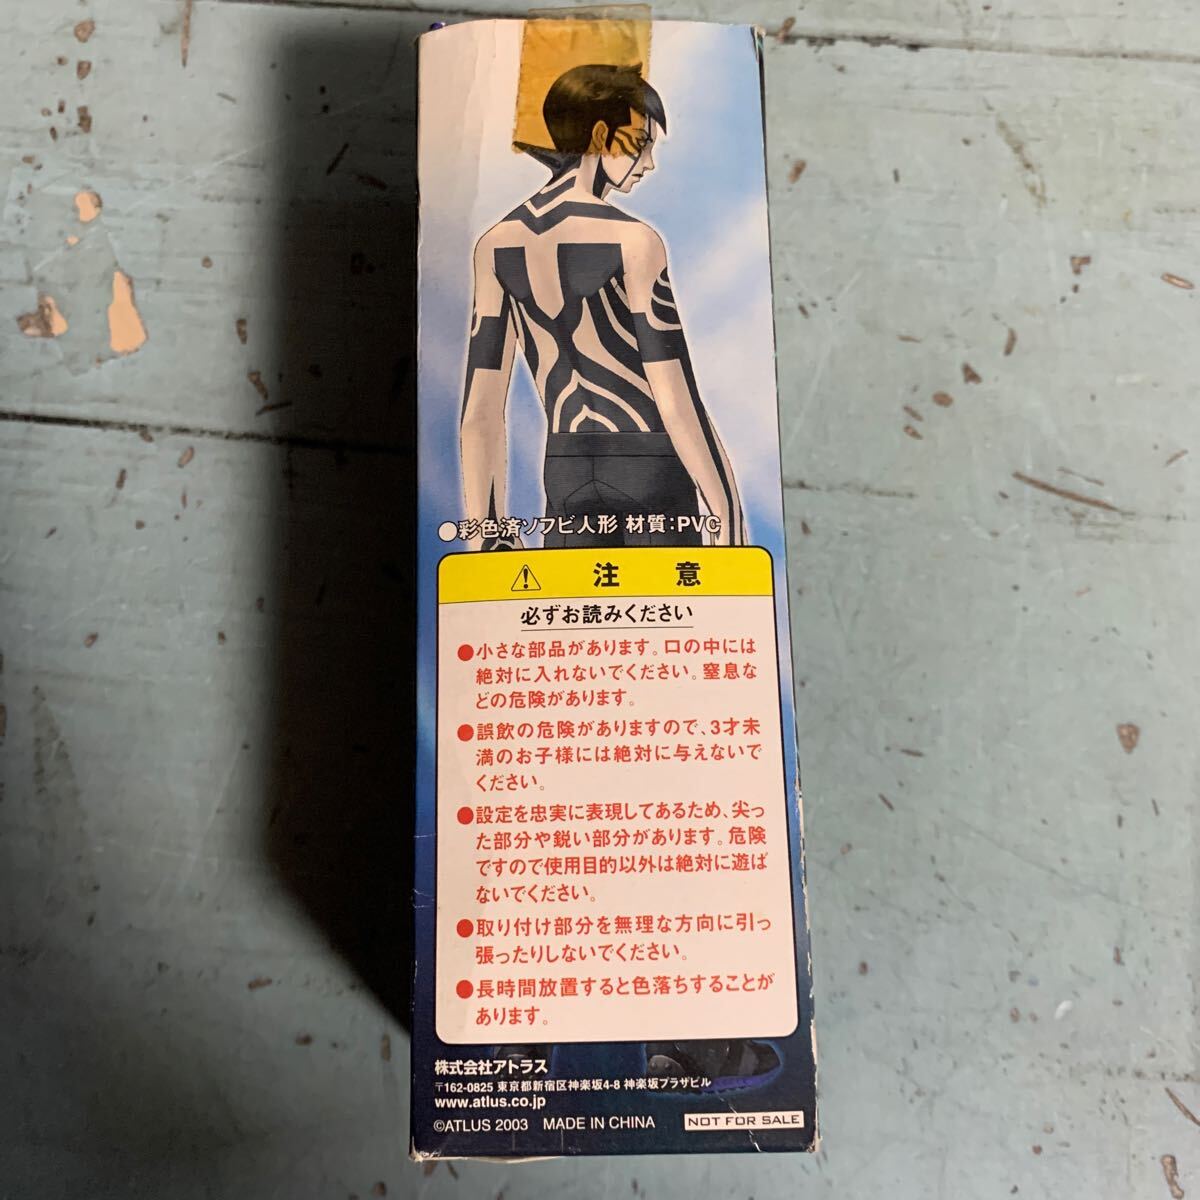 ●彩色済ソフビ人形 材質:PVC
注 意
必ずお読みください
●小さな部品があります。口の中には
絶対に入れないでください。窒息な
どの危険があります。
●誤飲の危険がありますので、3才未
満のお子様には絶対に与えないで
ください。
●設定を忠実に表現してあるため、尖っ
た部分や鋭い部分があります。危険
ですので使用目的以外は絶対に遊ば
ないでください。
●取り付け部分を無理な方向に引っ
張ったりしないでください。
●長時間放置すると色落ちすることが
あります。
株式会社アトラス
〒162-0825 東京都新宿区神楽坂4-8 神楽坂プラザビル
www.atlus.co.jp
©ATLUS 2003 MADE IN CHINA NOT FOR SALE